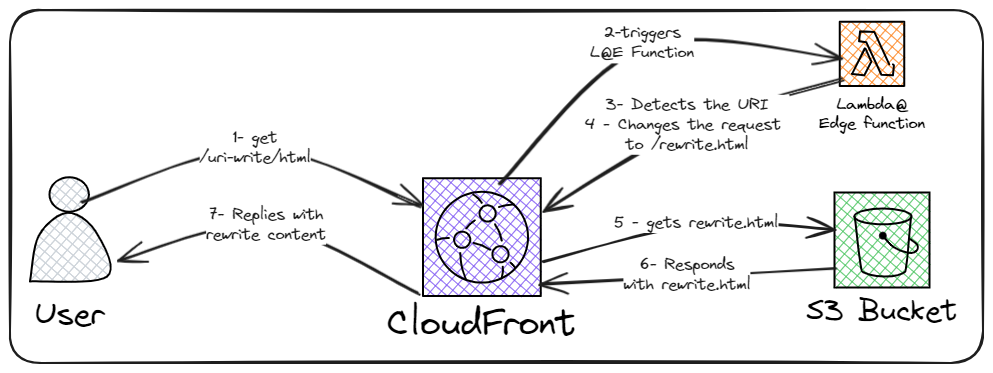 2-triggers
L@E Function
Lambda@
Edge function
3- Detects the URI
4 - Changes the request
to /rewrite.html
1- get
/uri-write/html
7- Replies with
rewrite content
5 - gets rewrite.html
6- Responds
with rewrite.html
User
CloudFront
S3 Bucket